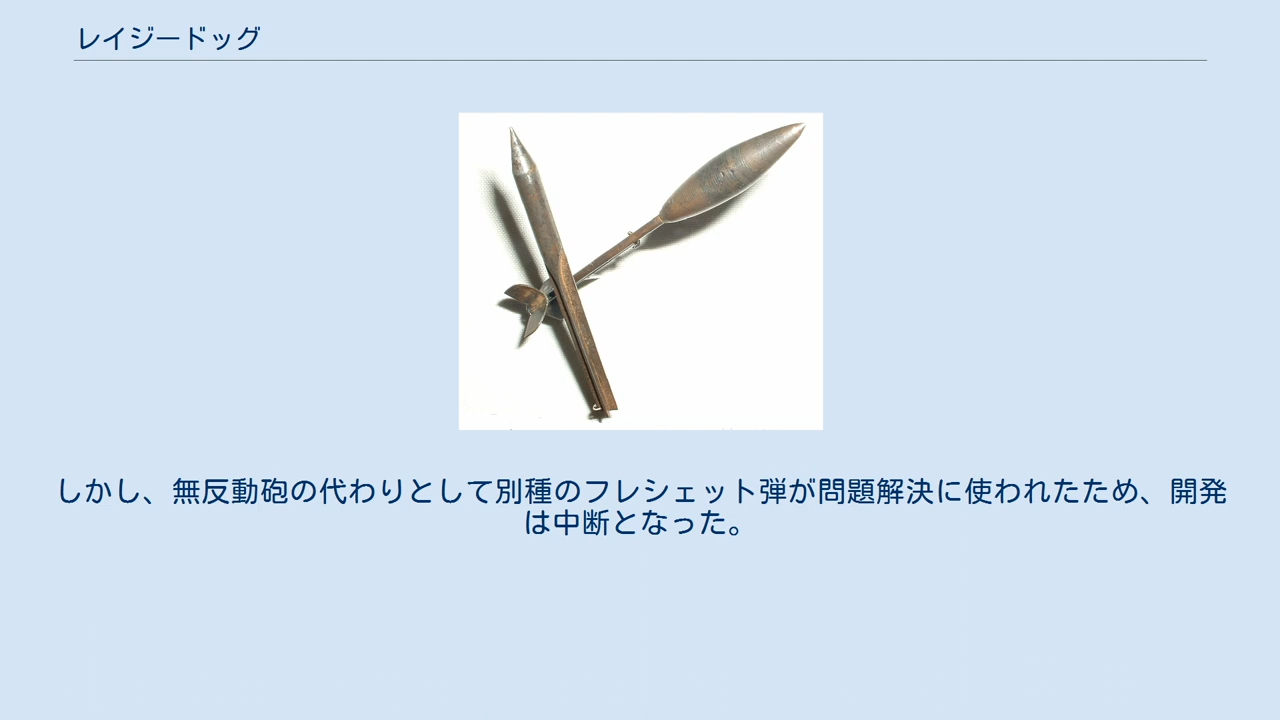 レイジードッグ
しかし、無反動砲の代わりとして別種のフレシェット弾が問題解決に使われたため、開発
は中断となった。